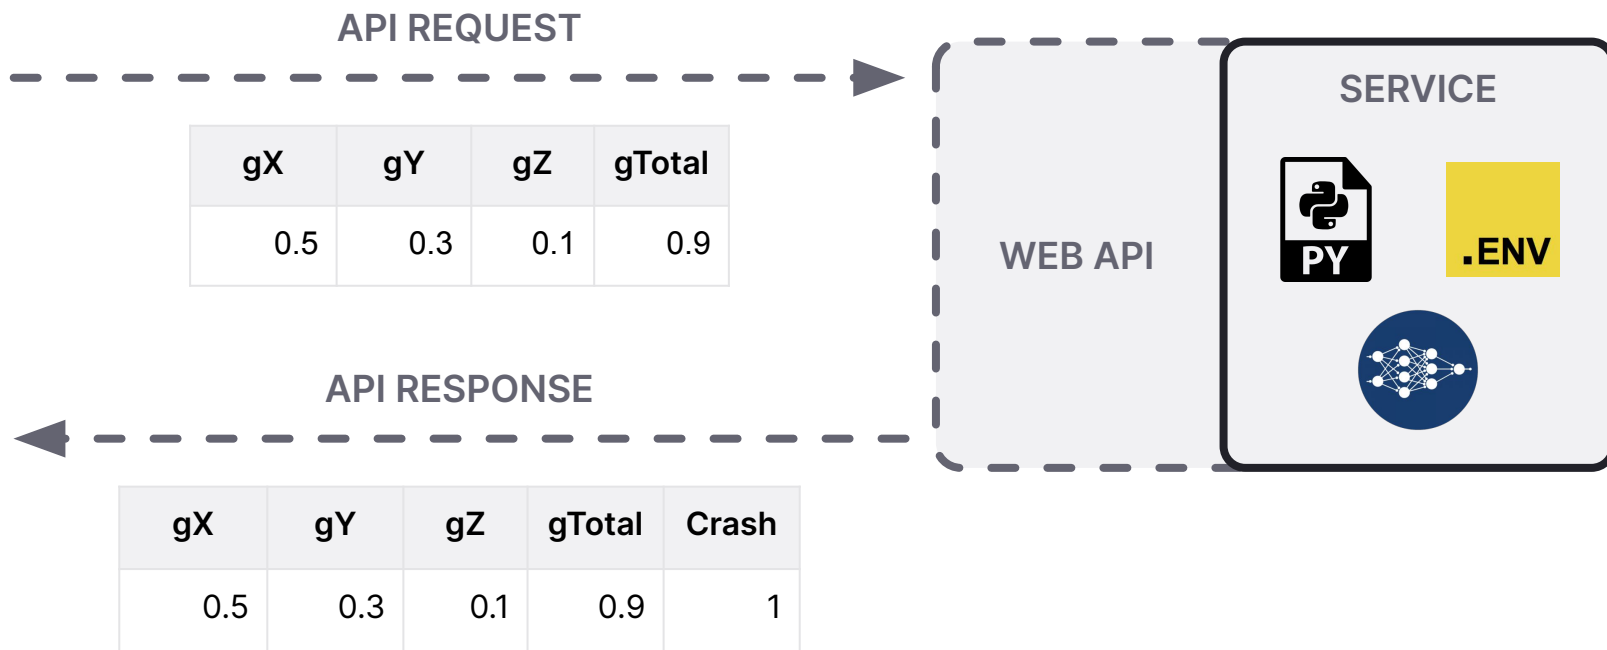 API REQUEST
gX gY gZ gTotal
0.5 0.3 0.1 0.9
WEB API
SERVICE
PY
.ENV
API RESPONSE
gX gY gZ gTotal Crash
0.5 0.3 0.1 0.9 1